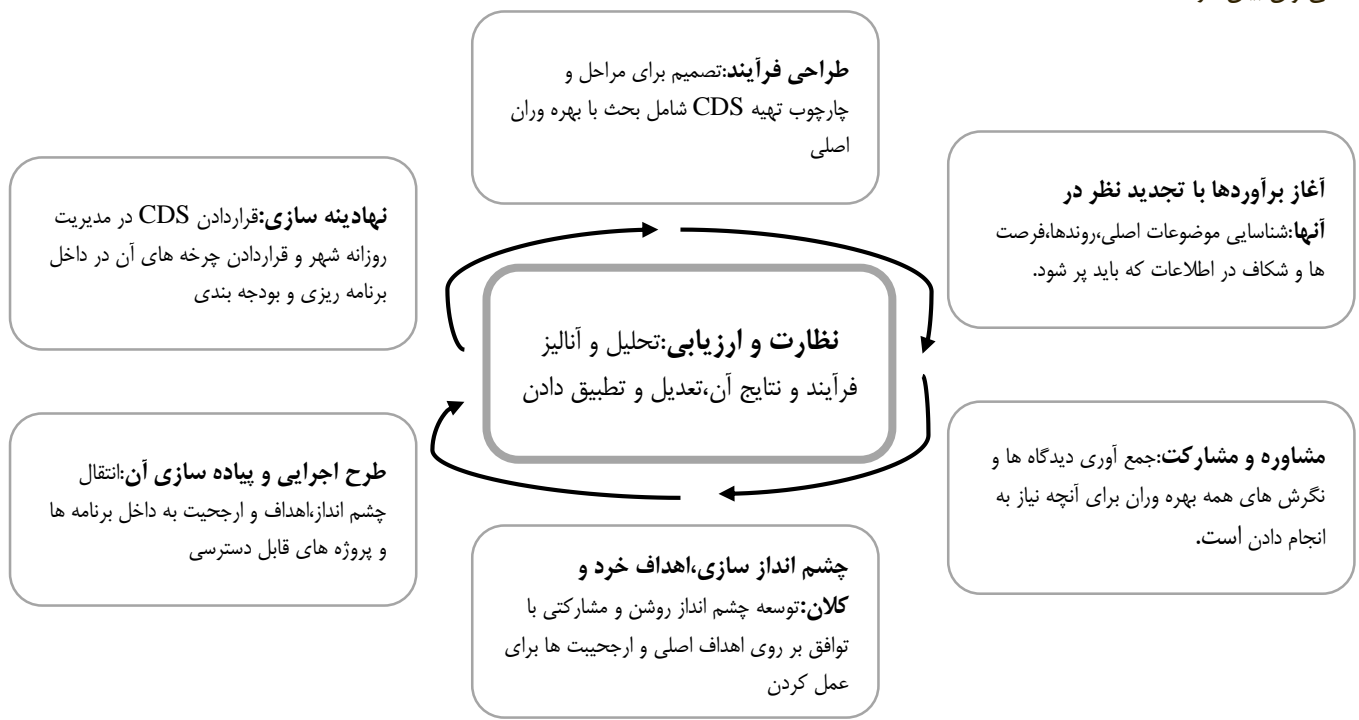 طراحی فرآیند:تصمیم برای مراحل و
چارچوب تهیه CDS شامل بحث با بهره وران
اصلی
آغاز برآوردها با تجدید نظر در
آنها:شناسایی موضوعات اصلی،روندها،فرصت
ها و شکاف در اطلاعات که باید پر شود.
مشاوره و مشارکت:جمع آوری دیدگاه ها و
نگرش های همه بهره وران برای آنچه نیاز به
انجام دادن است.
چشم انداز سازی،اهداف خرد و
کلان:توسعه چشم انداز روشن و مشارکتی با
توافق بر روی اهداف اصلی و ارجحیبت ها برای
عمل کردن
طرح اجرایی و پیاده سازی آن:انتقال
چشم انداز،اهداف و ارجحیت به داخل برنامه ها
و پروژه های قابل دسترسی
نهادینه سازی:قراردادن CDS در مدیریت
روزانه شهر و قراردادن چرخه های آن در داخل
برنامه ریزی و بودجه بندی
نظارت و ارزیابی:تحلیل و آنالیز
فرآیند و نتایج آن،تعدیل و تطبیق دادن